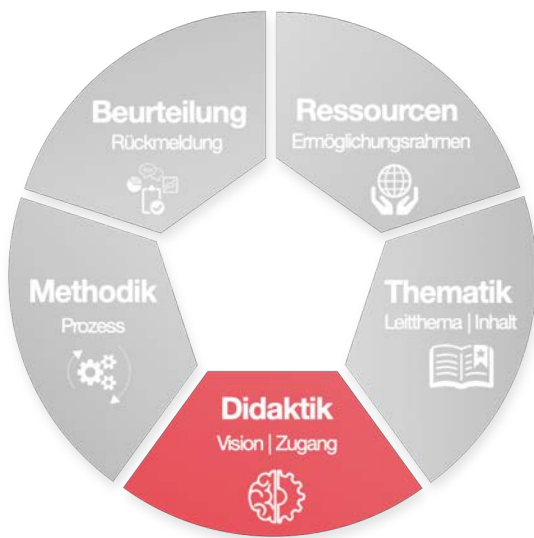 Beurteilung
Rückmeldung
Ressourcen
Ermöglichungsrahmen
Methodik
Prozess
Thematik
Leitthema | Inhalt
Didaktik
Vision | Zugang